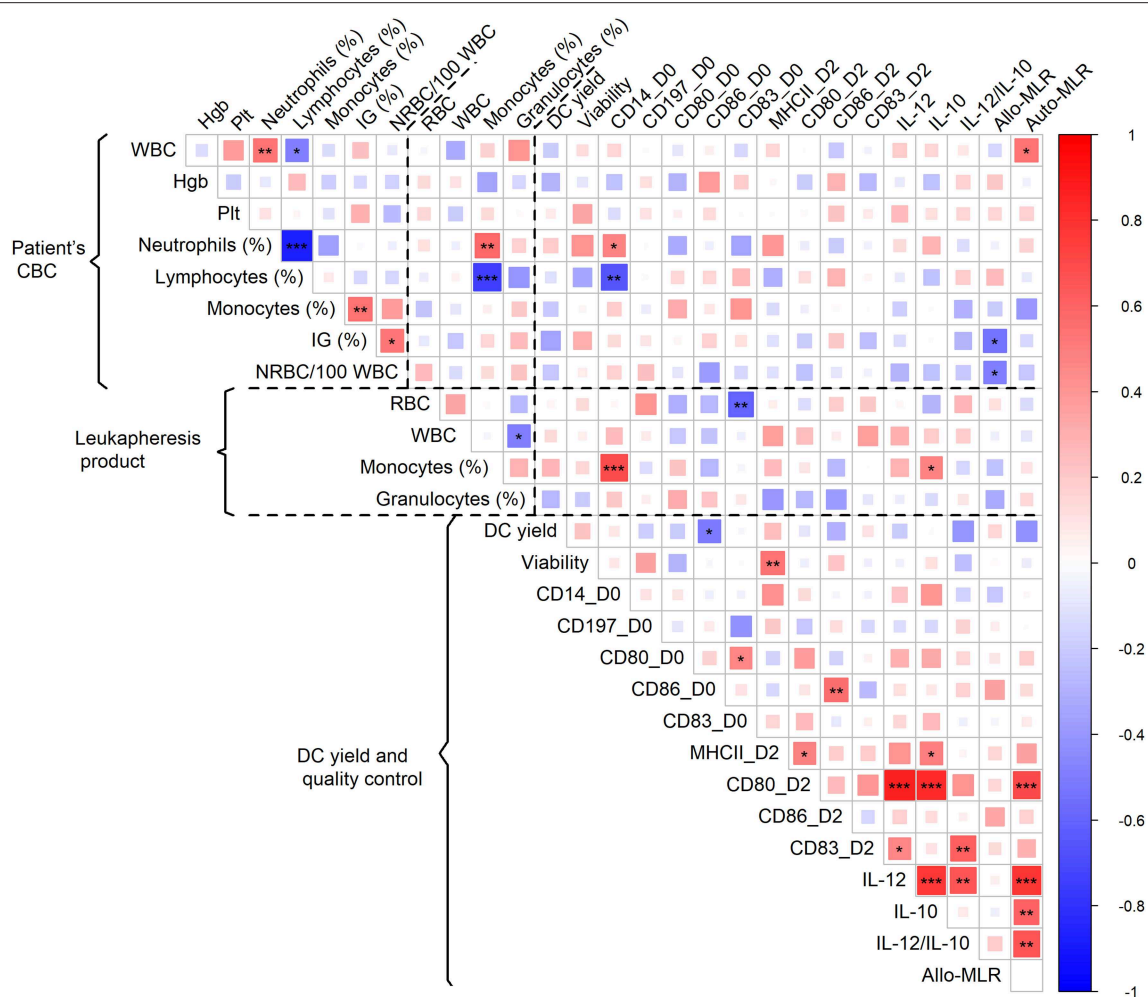 Hgb
Plt
Neutrophils (%)
Lymphocytes (%)
Monocytes (%)
IG (%)
NRBC/100 WBC
RBC
WBC
Monocytes (%)
Granulocytes (%)
DC yield
Viability
CD14_D0
CD197_D0
CD80_D0
CD86_D0
CD83_D0
MHCII_D2
CD80_D2
CD86_D2
CD83_D2
IL-12
IL-10
IL-12/IL-10
Allo-MLR
Auto-MLR
Patient's
CBC
WBC ** * *
Hgb
Plt
Neutrophils (%) *** ** *
Lymphocytes (%) *** **
Monocytes (%) **
IG (%) * *
NRBC/100 WBC *
Leukapheresis
product
RBC **
WBC *
Monocytes (%) *** *
Granulocytes (%)
DC yield and
quality control
DC yield *
Viability **
CD14_D0
CD197_D0
CD80_D0 *
CD86_D0 **
CD83_D0
MHCII_D2 * *
CD80_D2 *** *** ***
CD86_D2
CD83_D2 * **
IL-12 *** ** ***
IL-10 **
IL-12/IL-10 **
Allo-MLR
1
0.8
0.6
0.4
0.2
0
-0.2
-0.4
-0.6
-0.8
-1